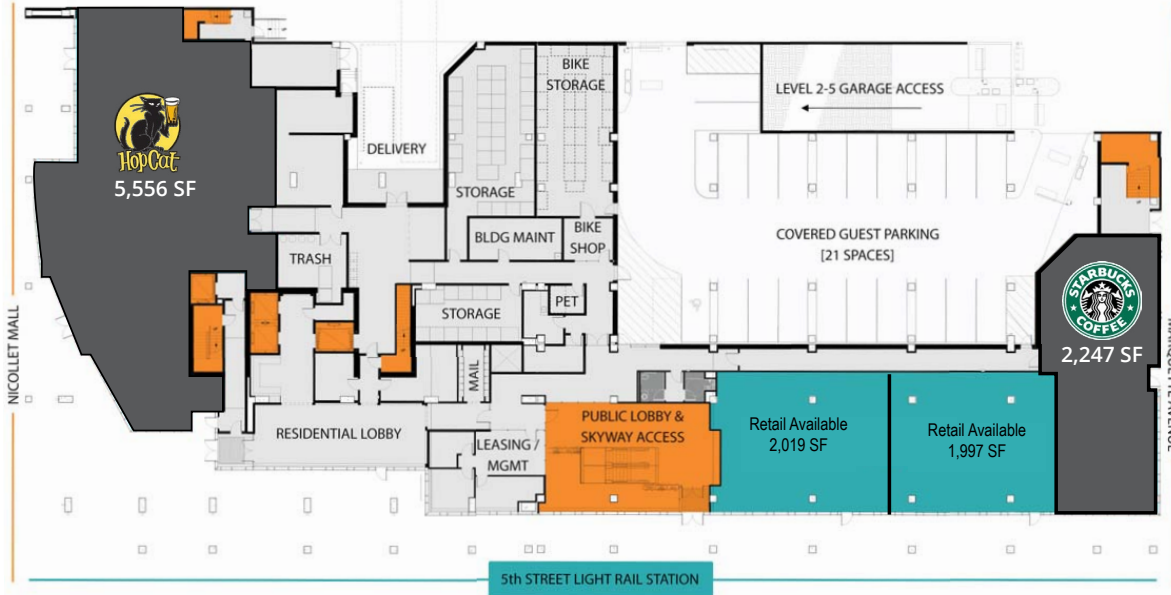 HopCat
5,556 SF
DELIVERY
STORAGE
BIKE
STORAGE
BLDG MAINT
BIKE
SHOP
TRASH
STORAGE
PET
MAIL
RESIDENTIAL LOBBY
LEASING /
MGMT
PUBLIC LOBBY &
SKYWAY ACCESS
LEVEL 2-5 GARAGE ACCESS
COVERED GUEST PARKING
[21 SPACES]
Retail Available
2,019 SF
Retail Available
1,997 SF
STARBUCKS
COFFEE
2,247 SF
NICOLLET MALL
5th STREET LIGHT RAIL STATION